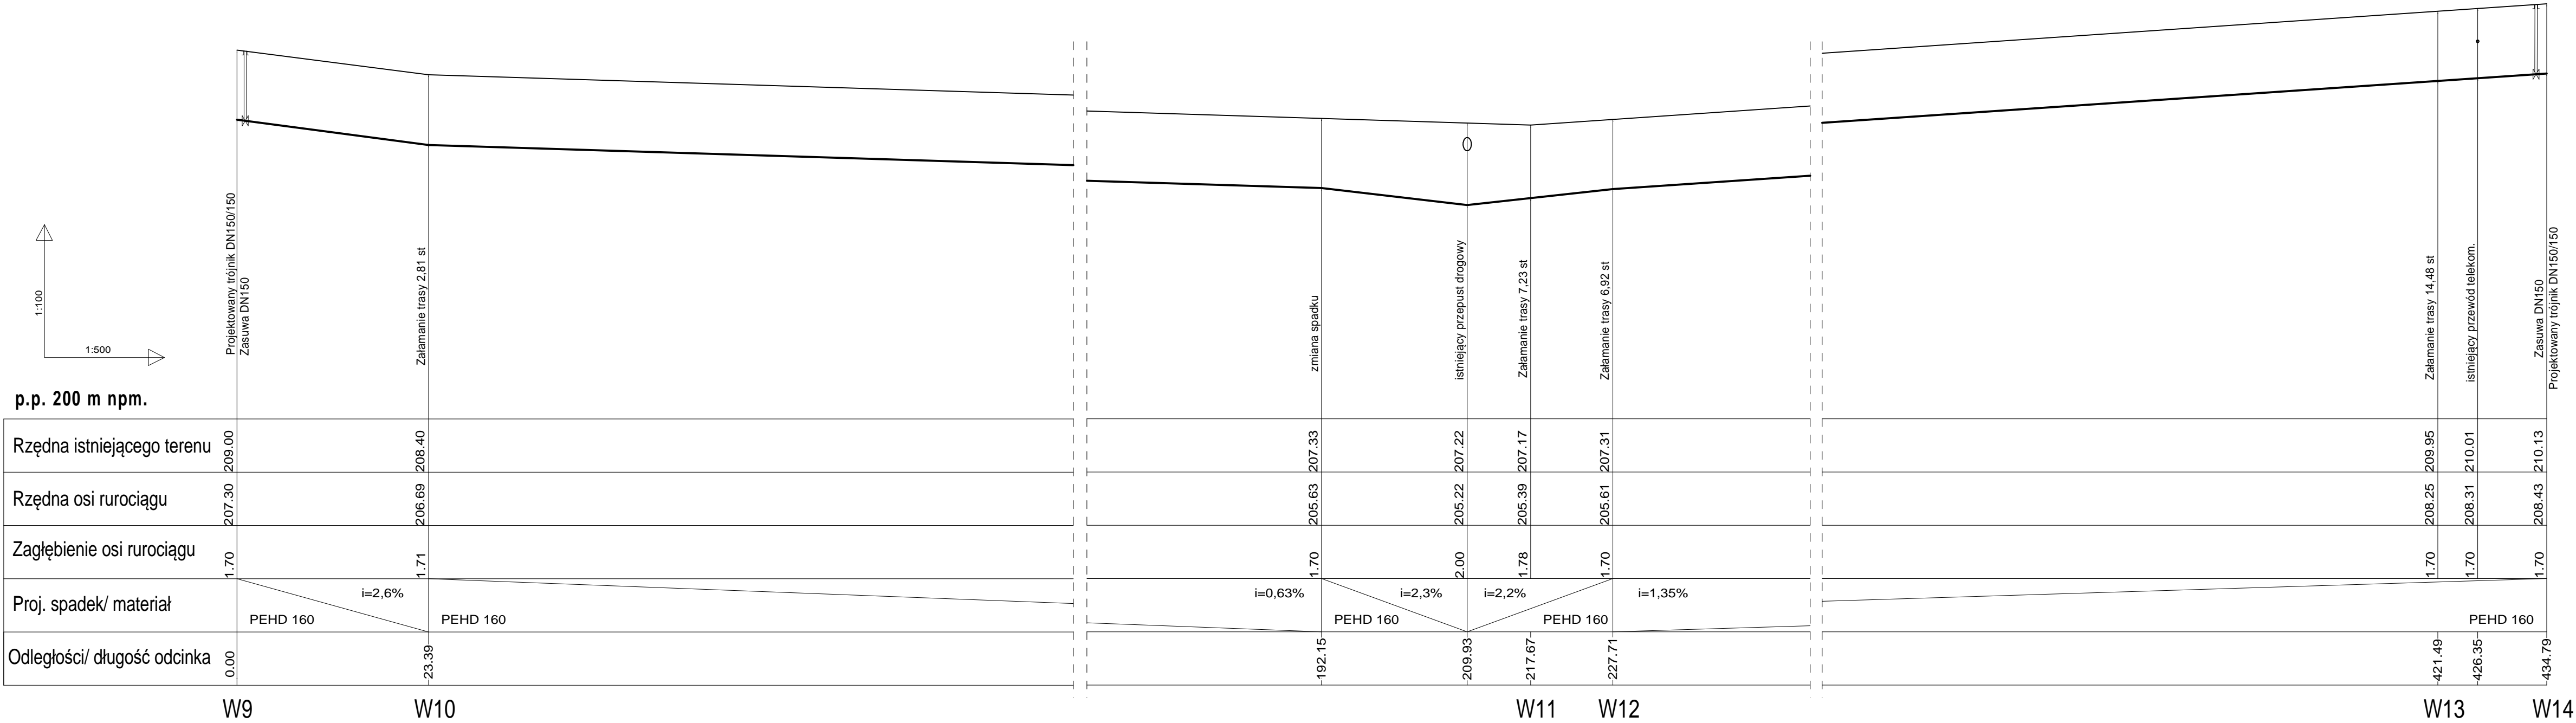 Projektowany trójnik DN150/150
Zasuwa DN150
Załamanie trasy 2,81 st
zmiana spadku
istniejący przepust drogowy
Załamanie trasy 7,23 st
Załamanie trasy 6,92 st
Załamanie trasy 14,48 st
istniejący przewód telekom.
Zasuwa DN150
Projektowany trójnik DN150/150
1:100
1:500
p.p. 200 m npm.
Rzędna istniejącego terenu 209.00 208.40 207.33 207.22 207.17 207.31 209.95 210.01 210.13
Rzędna osi rurociągu 207.30 206.69 205.63 205.22 205.39 205.61 208.25 208.31 208.43
Zagłębienie osi rurociągu 1.70 1.71 1.70 2.00 1.78 1.70 1.70 1.70 1.70
i=2,6% i=0,63% i=2,3% i=2,2% i=1,35%
Proj. spadek/ materiał
PEHD 160 PEHD 160 PEHD 160 PEHD 160 PEHD 160
Odległości/ długość odcinka 0.00 23.39 192.15 209.93 217.67 227.71 421.49 426.35 434.79
W9 W10 W11 W12 W13 W14